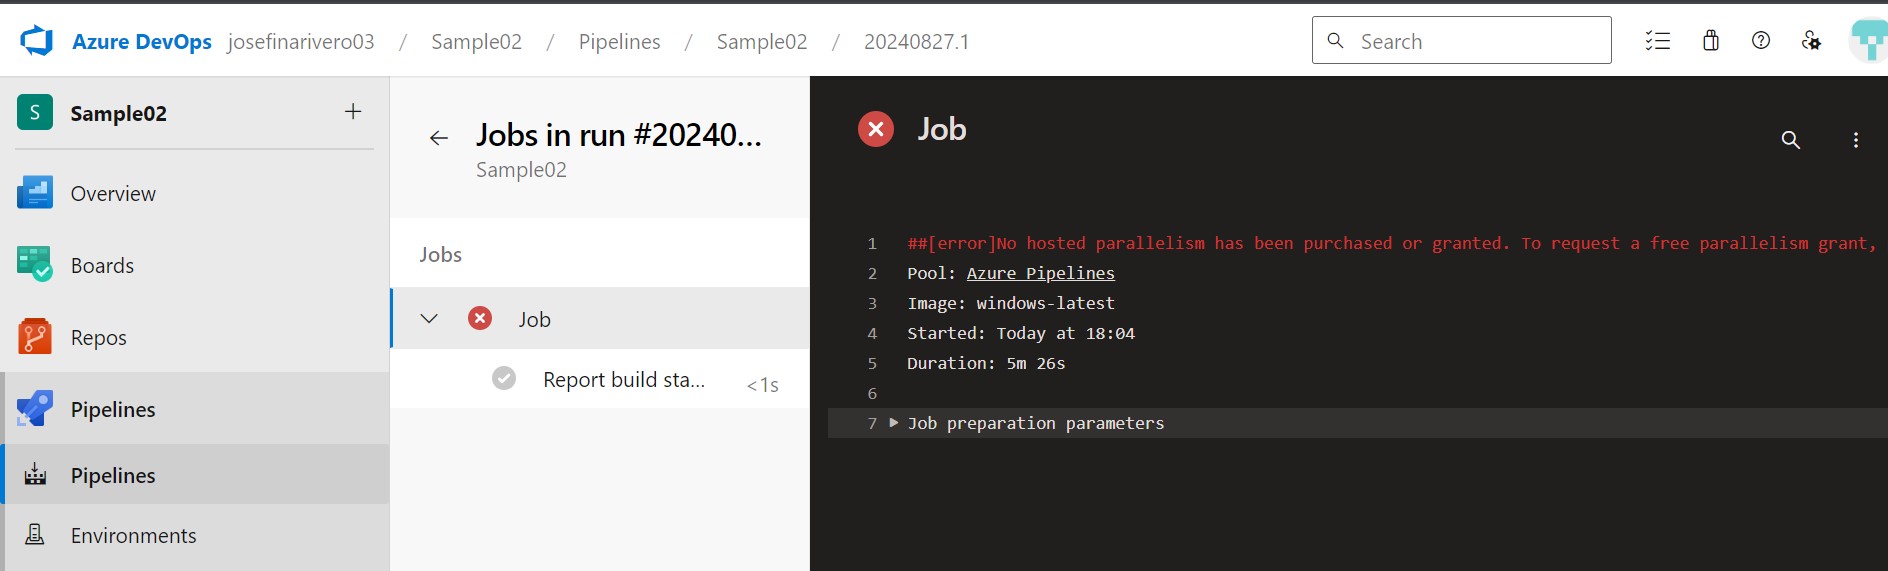 Azure DevOps josefinarivero03 / Sample02 / Pipelines / Sample02 / 20240827.1
Search
S Sample02 +
Overview
Boards
Repos
Pipelines
Pipelines
Environments
Jobs in run #20240...
Sample02
Jobs
Job
Report build sta... <1s
Job
1 ##[error]No hosted parallelism has been purchased or granted. To request a free parallelism grant,
2 Pool: Azure Pipelines
3 Image: windows-latest
4 Started: Today at 18:04
5 Duration: 5m 26s
6
7 Job preparation parameters